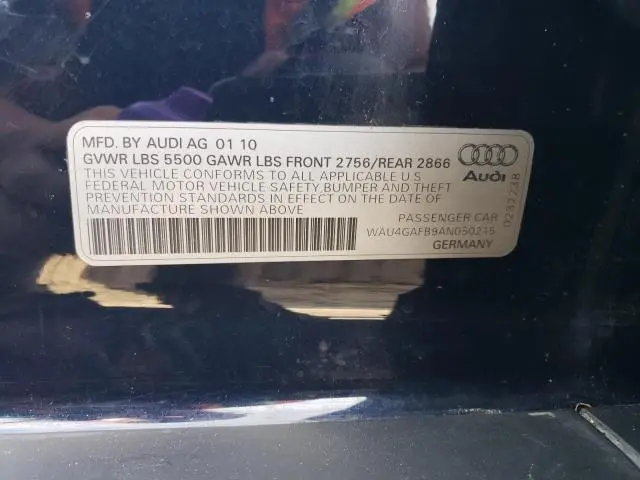 MFD. BY AUDI AG 01 10
GVWR LBS 5500 GAWR LBS FRONT 2756/REAR 2866
THIS VEHICLE CONFORMS TO ALL APPLICABLE U S
FEDERAL MOTOR VEHICLE SAFETY,BUMPER AND THEFT
PREVENTION STANDARDS IN EFFECT ON THE DATE OF
MANUFACTURE SHOWN ABOVE
Audi
PASSENGER CAR
WAU4GAFB9AN050215
GERMANY